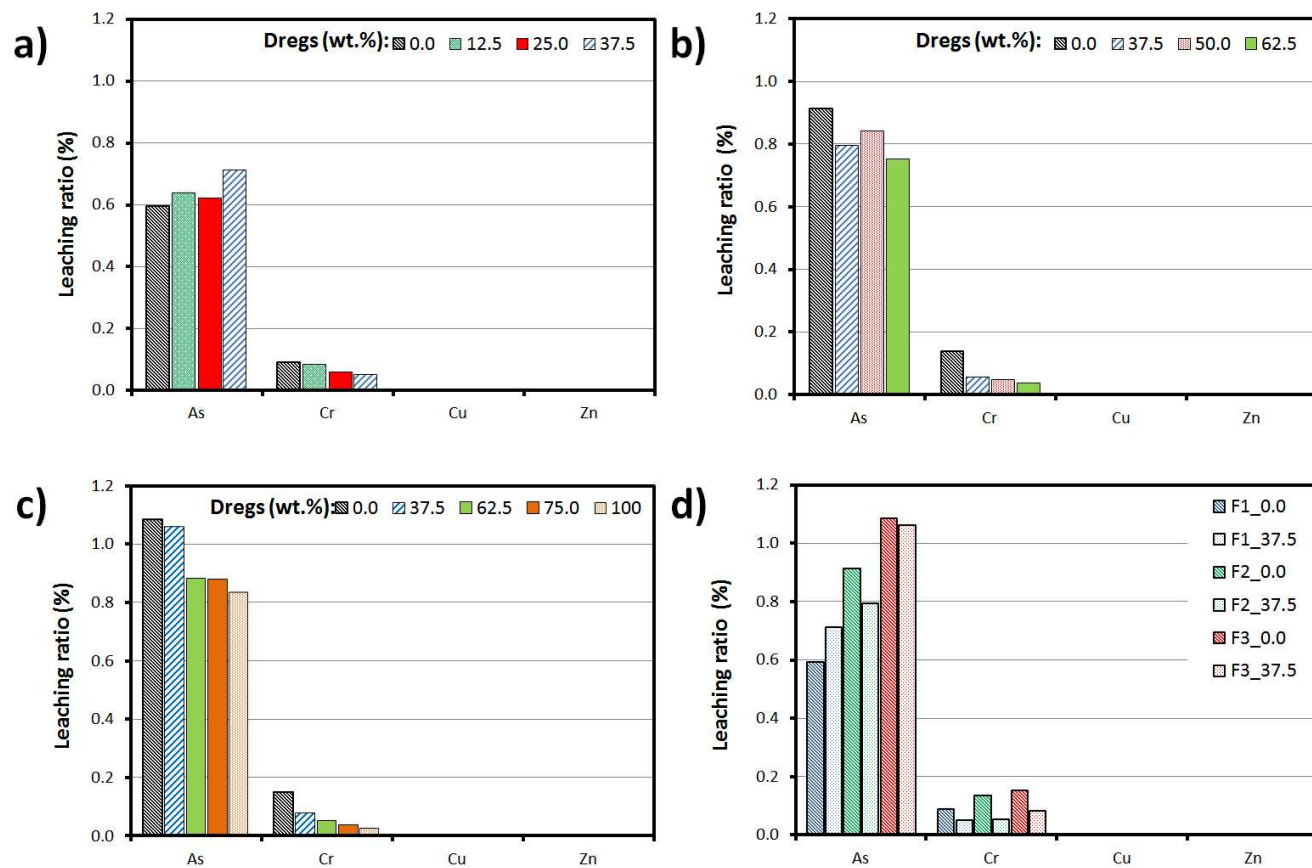 a)
Dregs (wt.%): 0.0 12.5 25.0 37.5
Leaching ratio (%)
1.2
1.0
0.8
0.6
0.4
0.2
0.0
As Cr Cu Zn
b)
Dregs (wt.%): 0.0 37.5 50.0 62.5
Leaching ratio (%)
1.2
1.0
0.8
0.6
0.4
0.2
0.0
As Cr Cu Zn
c)
Dregs (wt.%): 0.0 37.5 62.5 75.0 100
Leaching ratio (%)
1.2
1.0
0.8
0.6
0.4
0.2
0.0
As Cr Cu Zn
d)
Leaching ratio (%)
1.2
1.0
0.8
0.6
0.4
0.2
0.0
F1_0.0
F1_37.5
F2_0.0
F2_37.5
F3_0.0
F3_37.5
As Cr Cu Zn